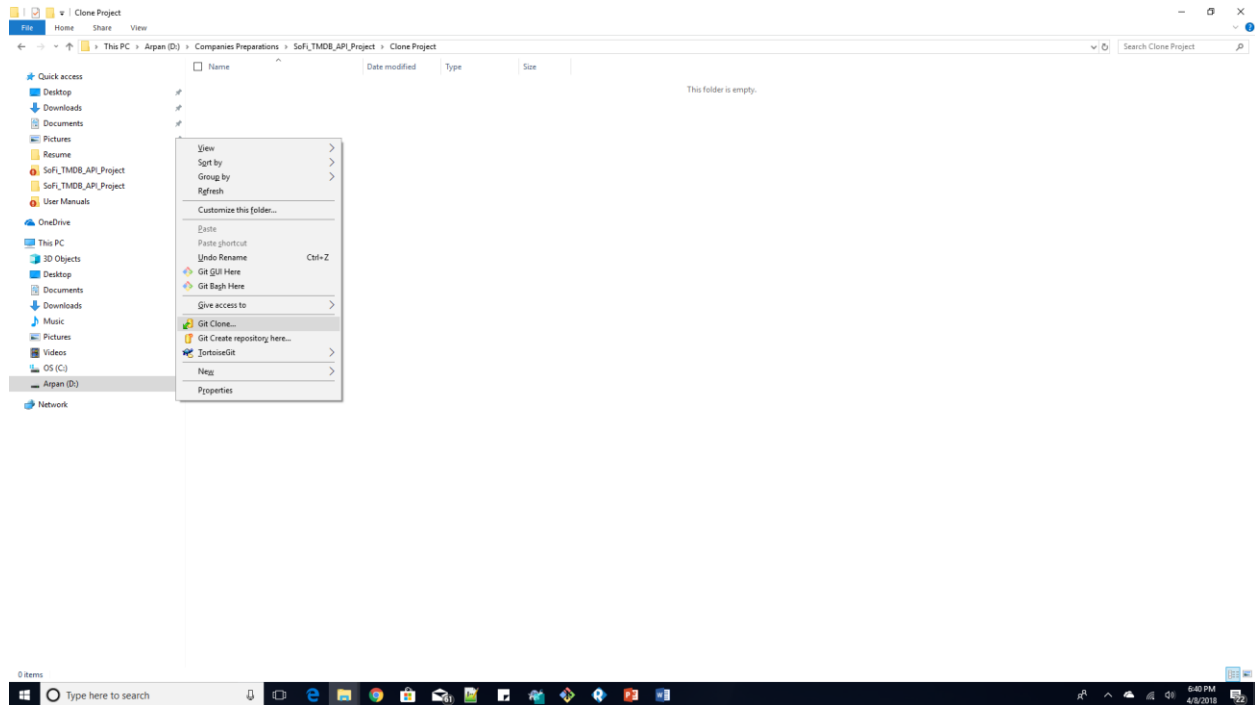 Clone Project
File Home Share View
This PC > Arpan (D:) > Companies Preparations > SoFi_TMDB_API_Project > Clone Project
Search Clone Project
Name Date modified Type Size
This folder is empty.
Quick access
Desktop
Downloads
Documents
Pictures
Resume
SoFi_TMDB_API_Project
SoFi_TMDB_API_Project
User Manuals
OneDrive
This PC
3D Objects
Desktop
Documents
Downloads
Music
Pictures
Videos
OS (C:)
Arpan (D:)
Network
View
Sort by
Group by
Refresh
Customize this folder...
Paste
Paste shortcut
Undo Rename Ctrl+Z
Git GUI Here
Git Bash Here
Give access to
Git Clone...
Git Create repository here...
TortoiseGit
New
Properties
0 items
Type here to search
6:40 PM
4/8/2018
22